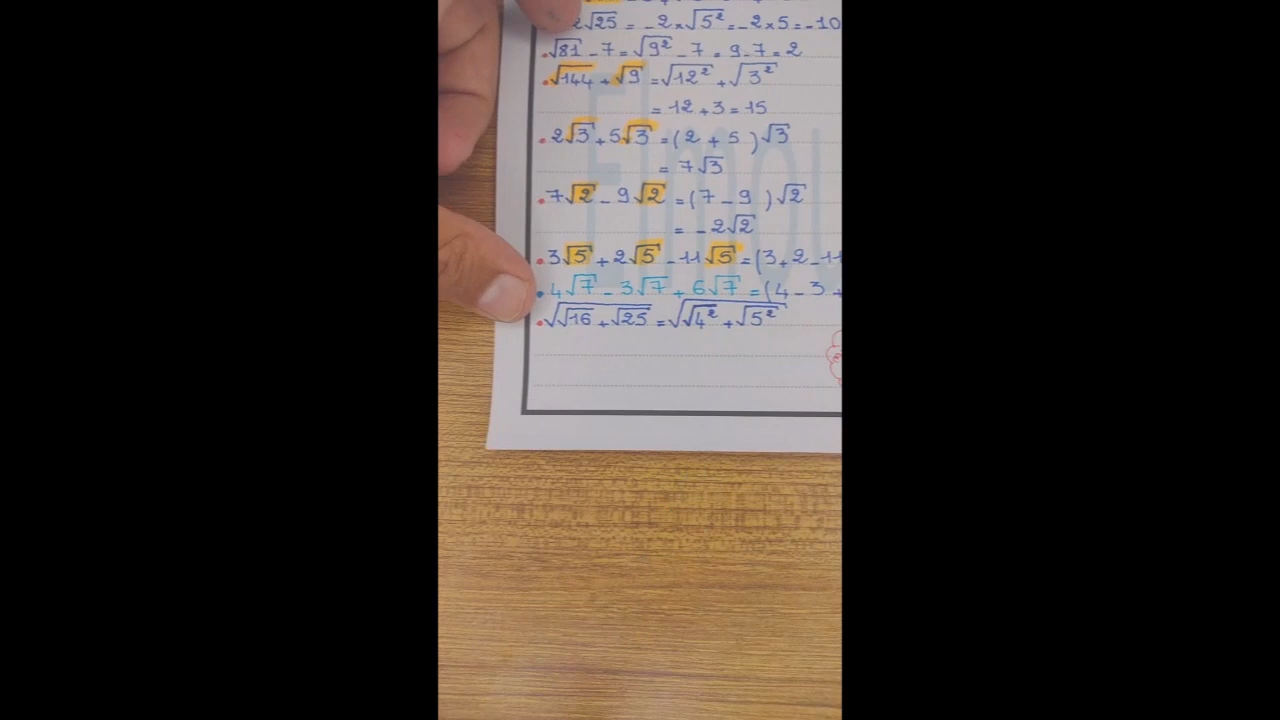 2√25 = -2×√5² = -2×5 = -10
• √81 - 7 = √9² - 7 = 9-7 = 2
• √144 + √9 = √12² + √3²
= 12 + 3 = 15
• 2√3 + 5√3 = (2 + 5)√3
= 7√3
• 7√2 - 9√2 = (7 - 9)√2
= -2√2
• 3√5 + 2√5 - 11√5 = (3 + 2 - 11
• 4√7 - 3√7 + 6√7 = (4 - 3 +
• √(√16 + √25) = √(√4² + √5²)